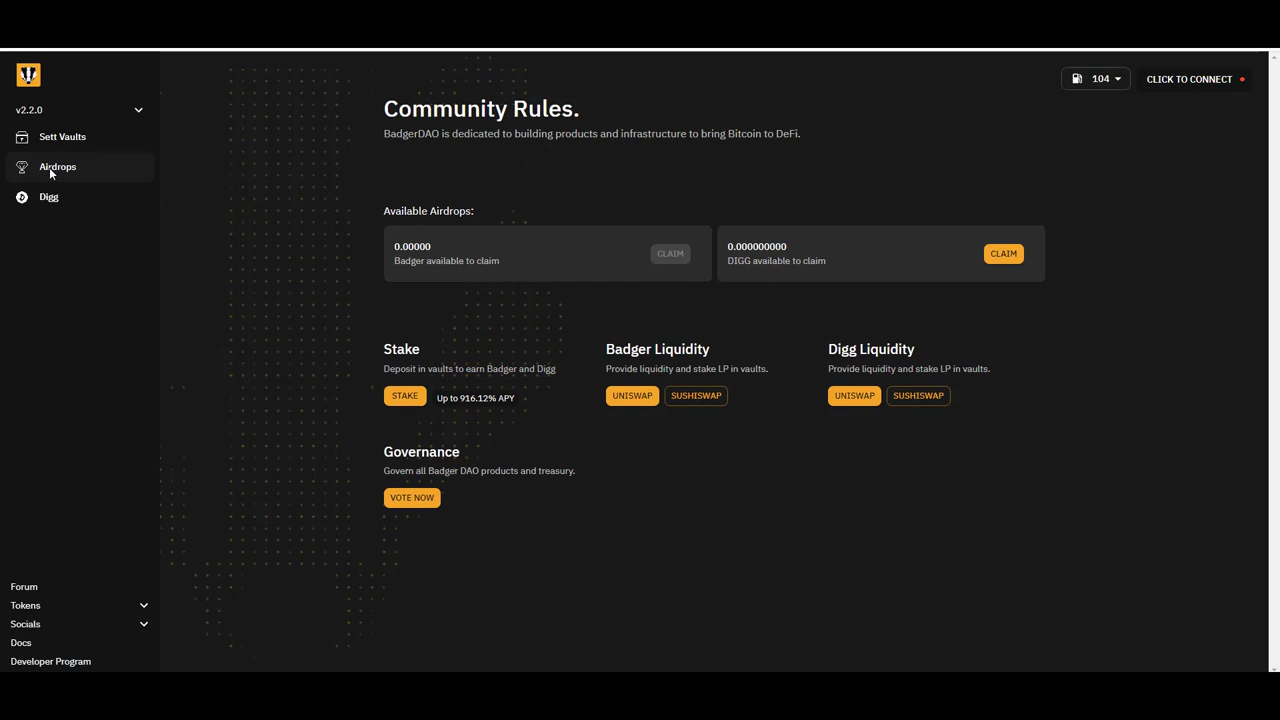 v2.2.0
Sett Vaults
Airdrops
Digg
Forum
Tokens
Socials
Docs
Developer Program
104
CLICK TO CONNECT
Community Rules.
BadgerDAO is dedicated to building products and infrastructure to bring Bitcoin to DeFi.
Available Airdrops:
0.00000
Badger available to claim
CLAIM
0.000000000
DIGG available to claim
CLAIM
Stake
Deposit in vaults to earn Badger and Digg
STAKE Up to 916.12% APY
Badger Liquidity
Provide liquidity and stake LP in vaults.
UNISWAP SUSHISWAP
Digg Liquidity
Provide liquidity and stake LP in vaults.
UNISWAP SUSHISWAP
Governance
Govern all Badger DAO products and treasury.
VOTE NOW